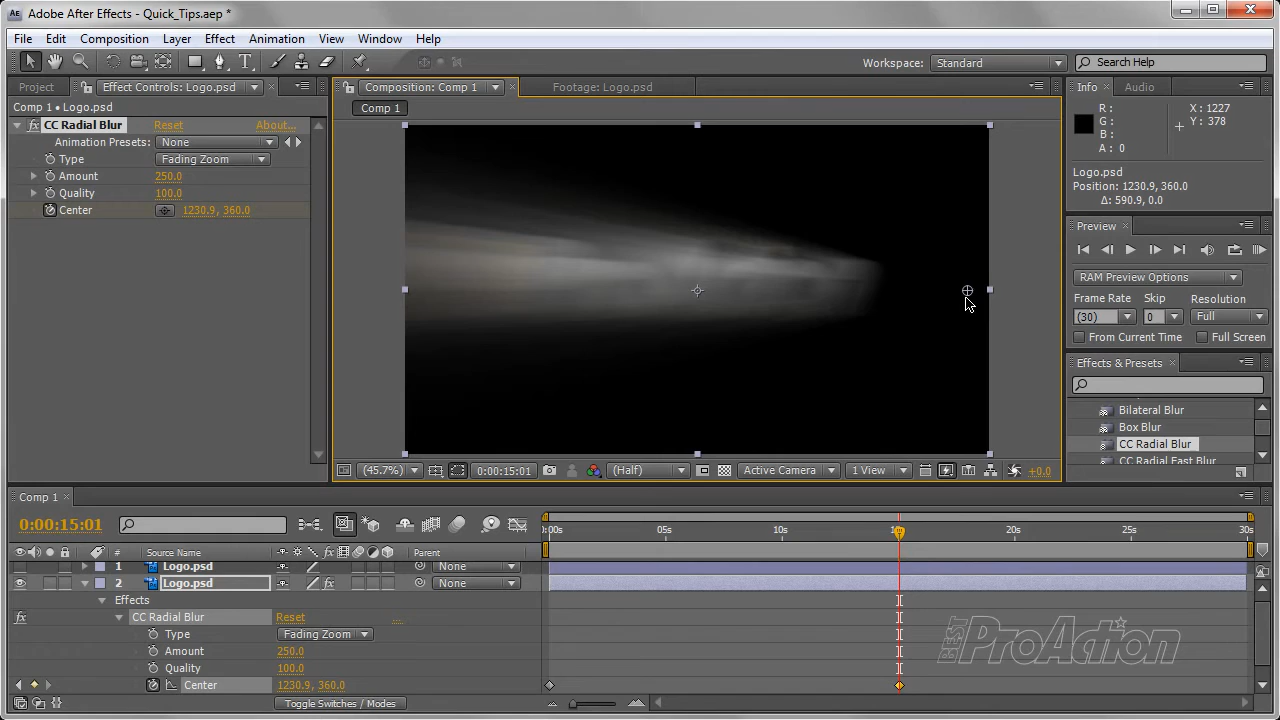 Adobe After Effects - Quick_Tips.aep *
File Edit Composition Layer Effect Animation View Window Help
Workspace: Standard Search Help
Project Effect Controls: Logo.psd
Comp 1 • Logo.psd
fx CC Radial Blur Reset About...
Animation Presets: None
Type Fading Zoom
Amount 250.0
Quality 100.0
Center 1230.9, 360.0
Composition: Comp 1 Footage: Logo.psd
Comp 1
(45.7%) 0:00:15:01 (Half) Active Camera 1 View +0.0
Info Audio
R: X: 1227
G: Y: 378
B:
A: 0
Logo.psd
Position: 1230.9, 360.0
Δ: 590.9, 0.0
Preview
RAM Preview Options
Frame Rate Skip Resolution
(30) 0 Full
From Current Time Full Screen
Effects & Presets
Bilateral Blur
Box Blur
CC Radial Blur
CC Radial Fast Blur
Comp 1
0:00:15:01
:00s 05s 10s 20s 25s 30s
# Source Name fx Parent
1 Logo.psd None
2 Logo.psd fx None
Effects
fx CC Radial Blur Reset ...
Type Fading Zoom
Amount 250.0
Quality 100.0
Center 1230.9, 360.0
Toggle Switches / Modes
BEST ProAction